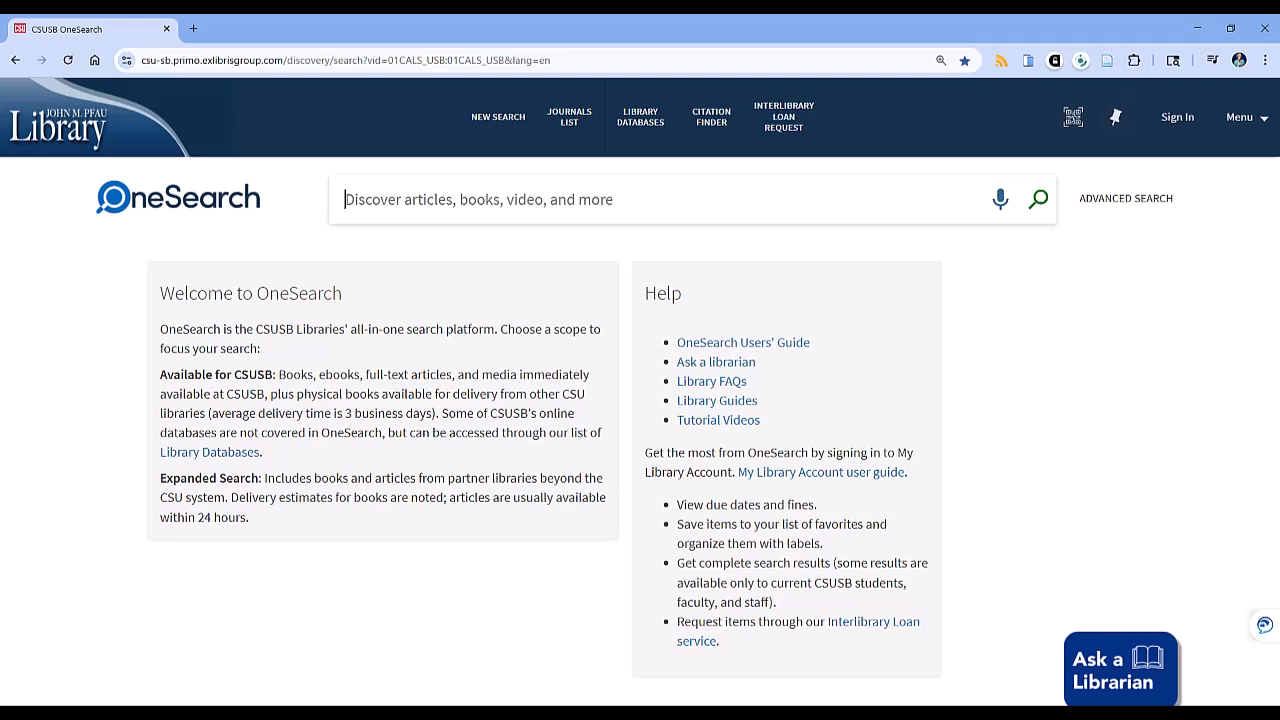 CSUSB OneSearch
csu-sb.primo.exlibrisgroup.com/discovery/search?vid=01CALS_USB:01CALS_USB&lang=en
JOHN M. PFAU
Library
NEW SEARCH
JOURNALS
LIST
LIBRARY
DATABASES
CITATION
FINDER
INTERLIBRARY
LOAN
REQUEST
Sign In
Menu
OneSearch
Discover articles, books, video, and more
ADVANCED SEARCH
Welcome to OneSearch
OneSearch is the CSUSB Libraries' all-in-one search platform. Choose a scope to
focus your search:
Available for CSUSB: Books, ebooks, full-text articles, and media immediately
available at CSUSB, plus physical books available for delivery from other CSU
libraries (average delivery time is 3 business days). Some of CSUSB's online
databases are not covered in OneSearch, but can be accessed through our list of
Library Databases.
Expanded Search: Includes books and articles from partner libraries beyond the
CSU system. Delivery estimates for books are noted; articles are usually available
within 24 hours.
Help
OneSearch Users' Guide
Ask a librarian
Library FAQs
Library Guides
Tutorial Videos
Get the most from OneSearch by signing in to My
Library Account. My Library Account user guide.
View due dates and fines.
Save items to your list of favorites and
organize them with labels.
Get complete search results (some results are
available only to current CSUSB students,
faculty, and staff).
Request items through our Interlibrary Loan
service.
Ask a
Librarian